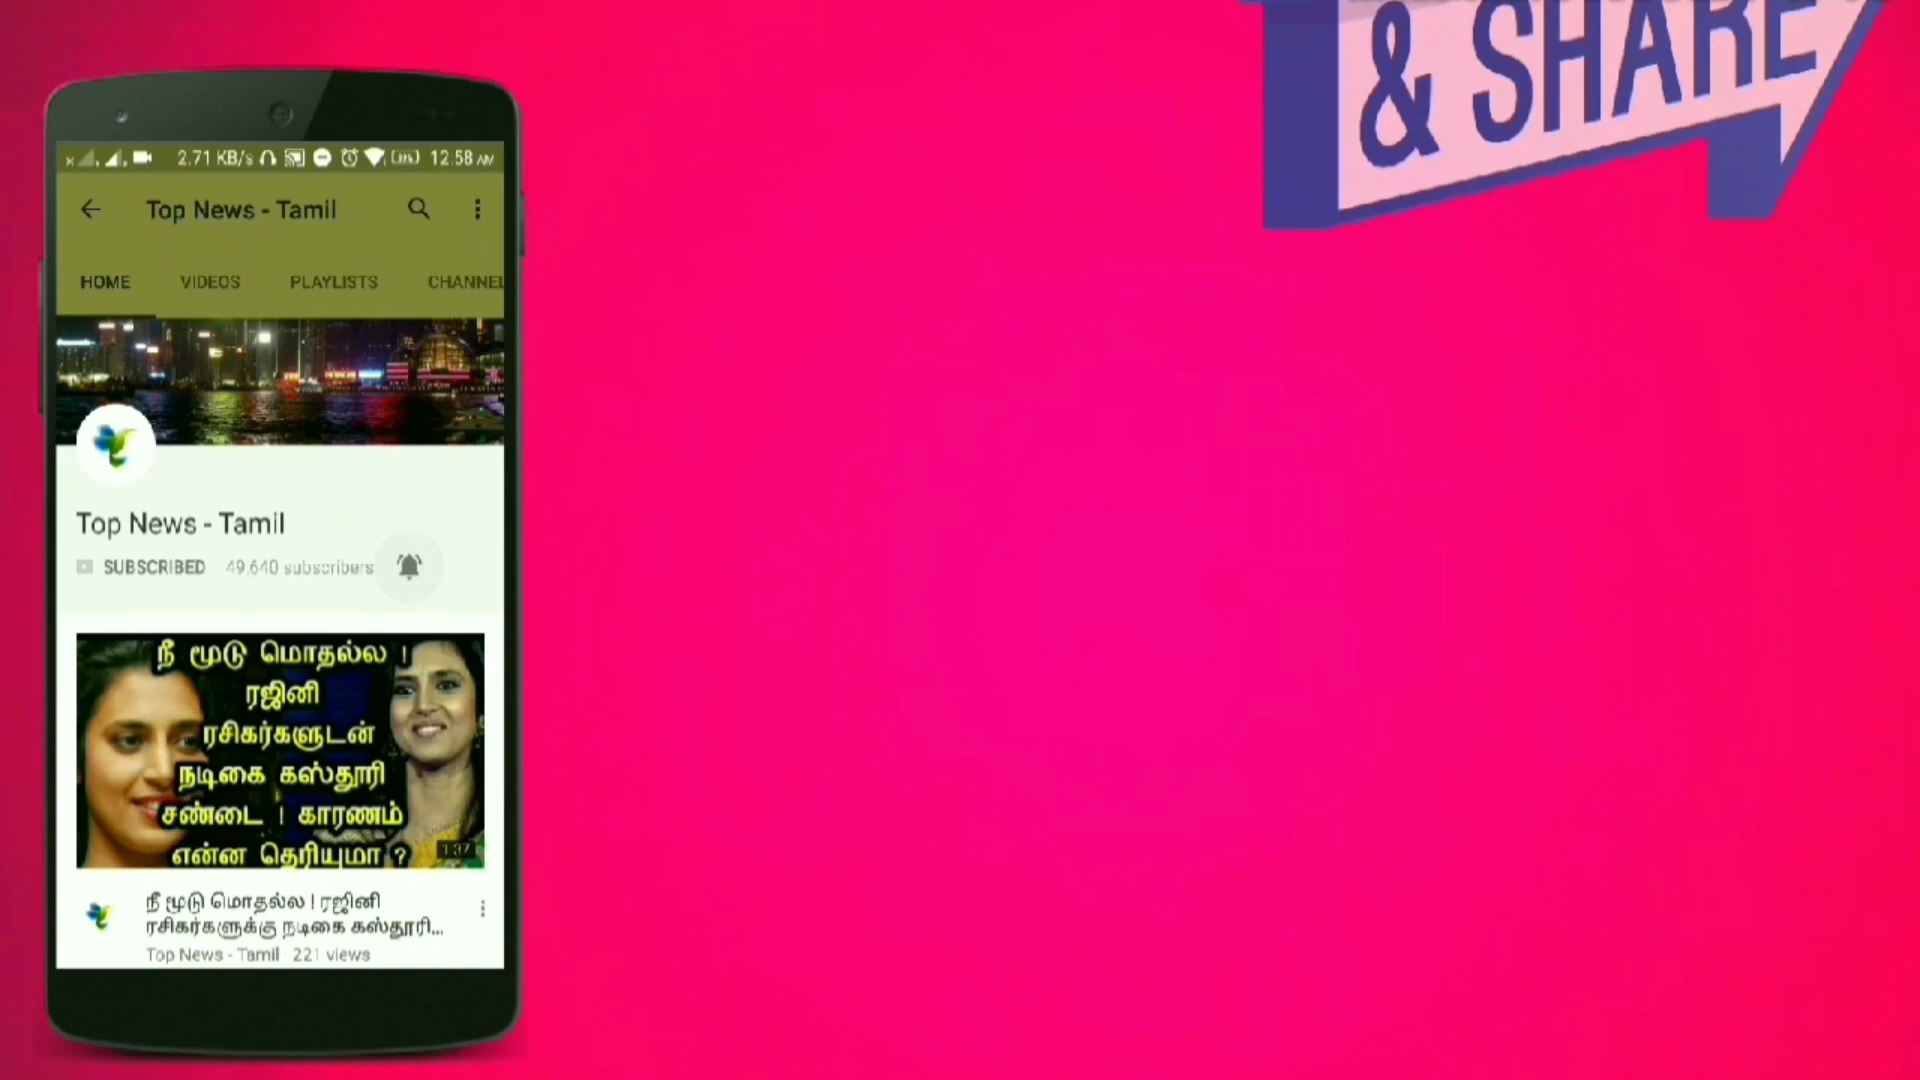 & SHARE
2.71 KB/s 12:58 AM
Top News - Tamil
HOME VIDEOS PLAYLISTS CHANNEL
Top News - Tamil
SUBSCRIBED 49,640 subscribers
நீ மூடு மொதல்ல !
ரஜினி
ரசிகர்களுடன்
நடிகை கஸ்தூரி
சண்டை ! காரணம்
என்ன தெரியுமா ?
1:37
நீ மூடு மொதல்ல ! ரஜினி
ரசிகர்களுக்கு நடிகை கஸ்தூரி...
Top News - Tamil · 221 views